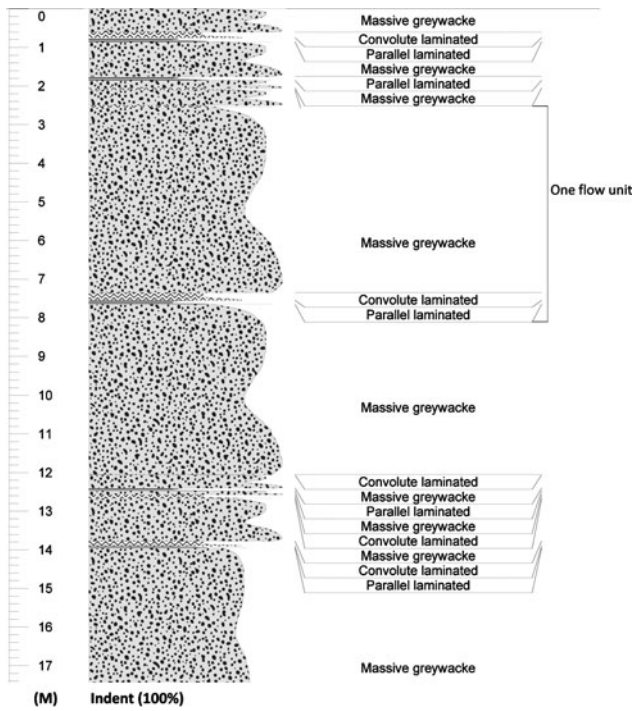 0
Massive greywacke
Convolute laminated
1
Parallel laminated
Massive greywacke
2
Parallel laminated
Massive greywacke
3
4
5
One flow unit
6
Massive greywacke
7
Convolute laminated
8
Parallel laminated
9
10
Massive greywacke
11
12
Convolute laminated
Massive greywacke
13
Parallel laminated
Massive greywacke
Convolute laminated
14
Massive greywacke
Convolute laminated
15
Parallel laminated
16
17
Massive greywacke
(M) Indent (100%)